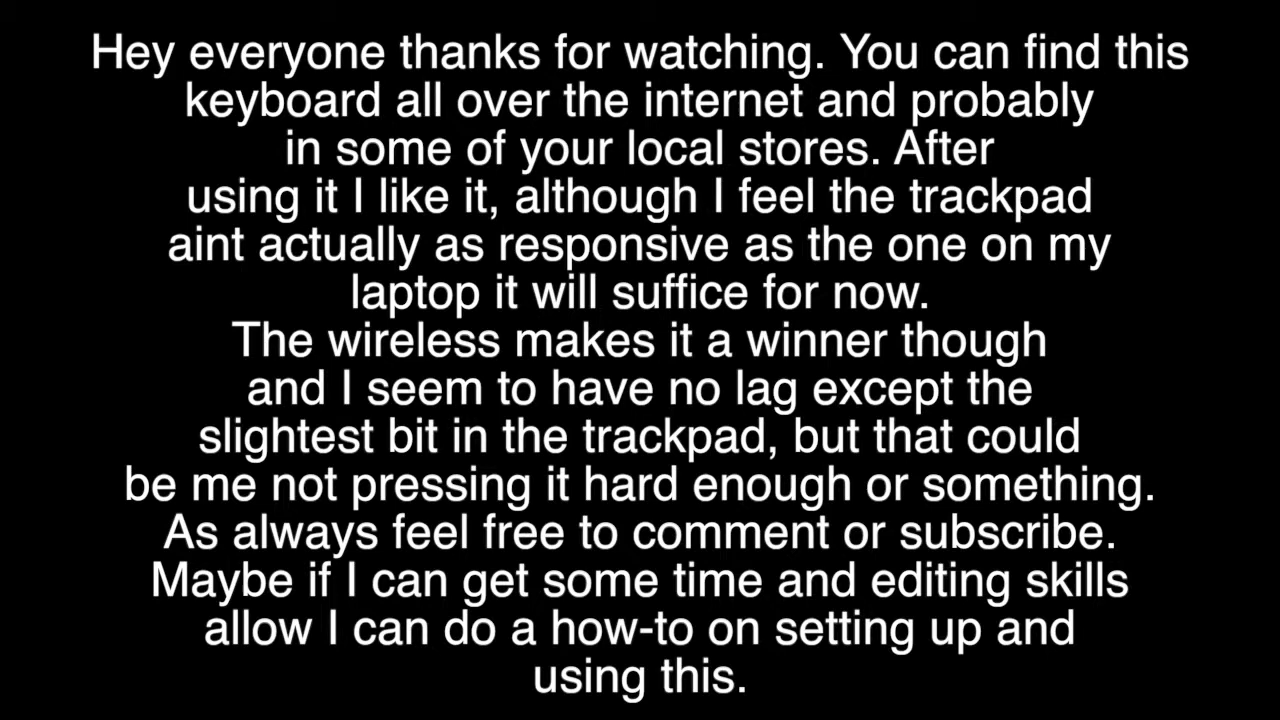 Hey everyone thanks for watching. You can find this
keyboard all over the internet and probably
in some of your local stores. After
using it I like it, although I feel the trackpad
aint actually as responsive as the one on my
laptop it will suffice for now.
The wireless makes it a winner though
and I seem to have no lag except the
slightest bit in the trackpad, but that could
be me not pressing it hard enough or something.
As always feel free to comment or subscribe.
Maybe if I can get some time and editing skills
allow I can do a how-to on setting up and
using this.